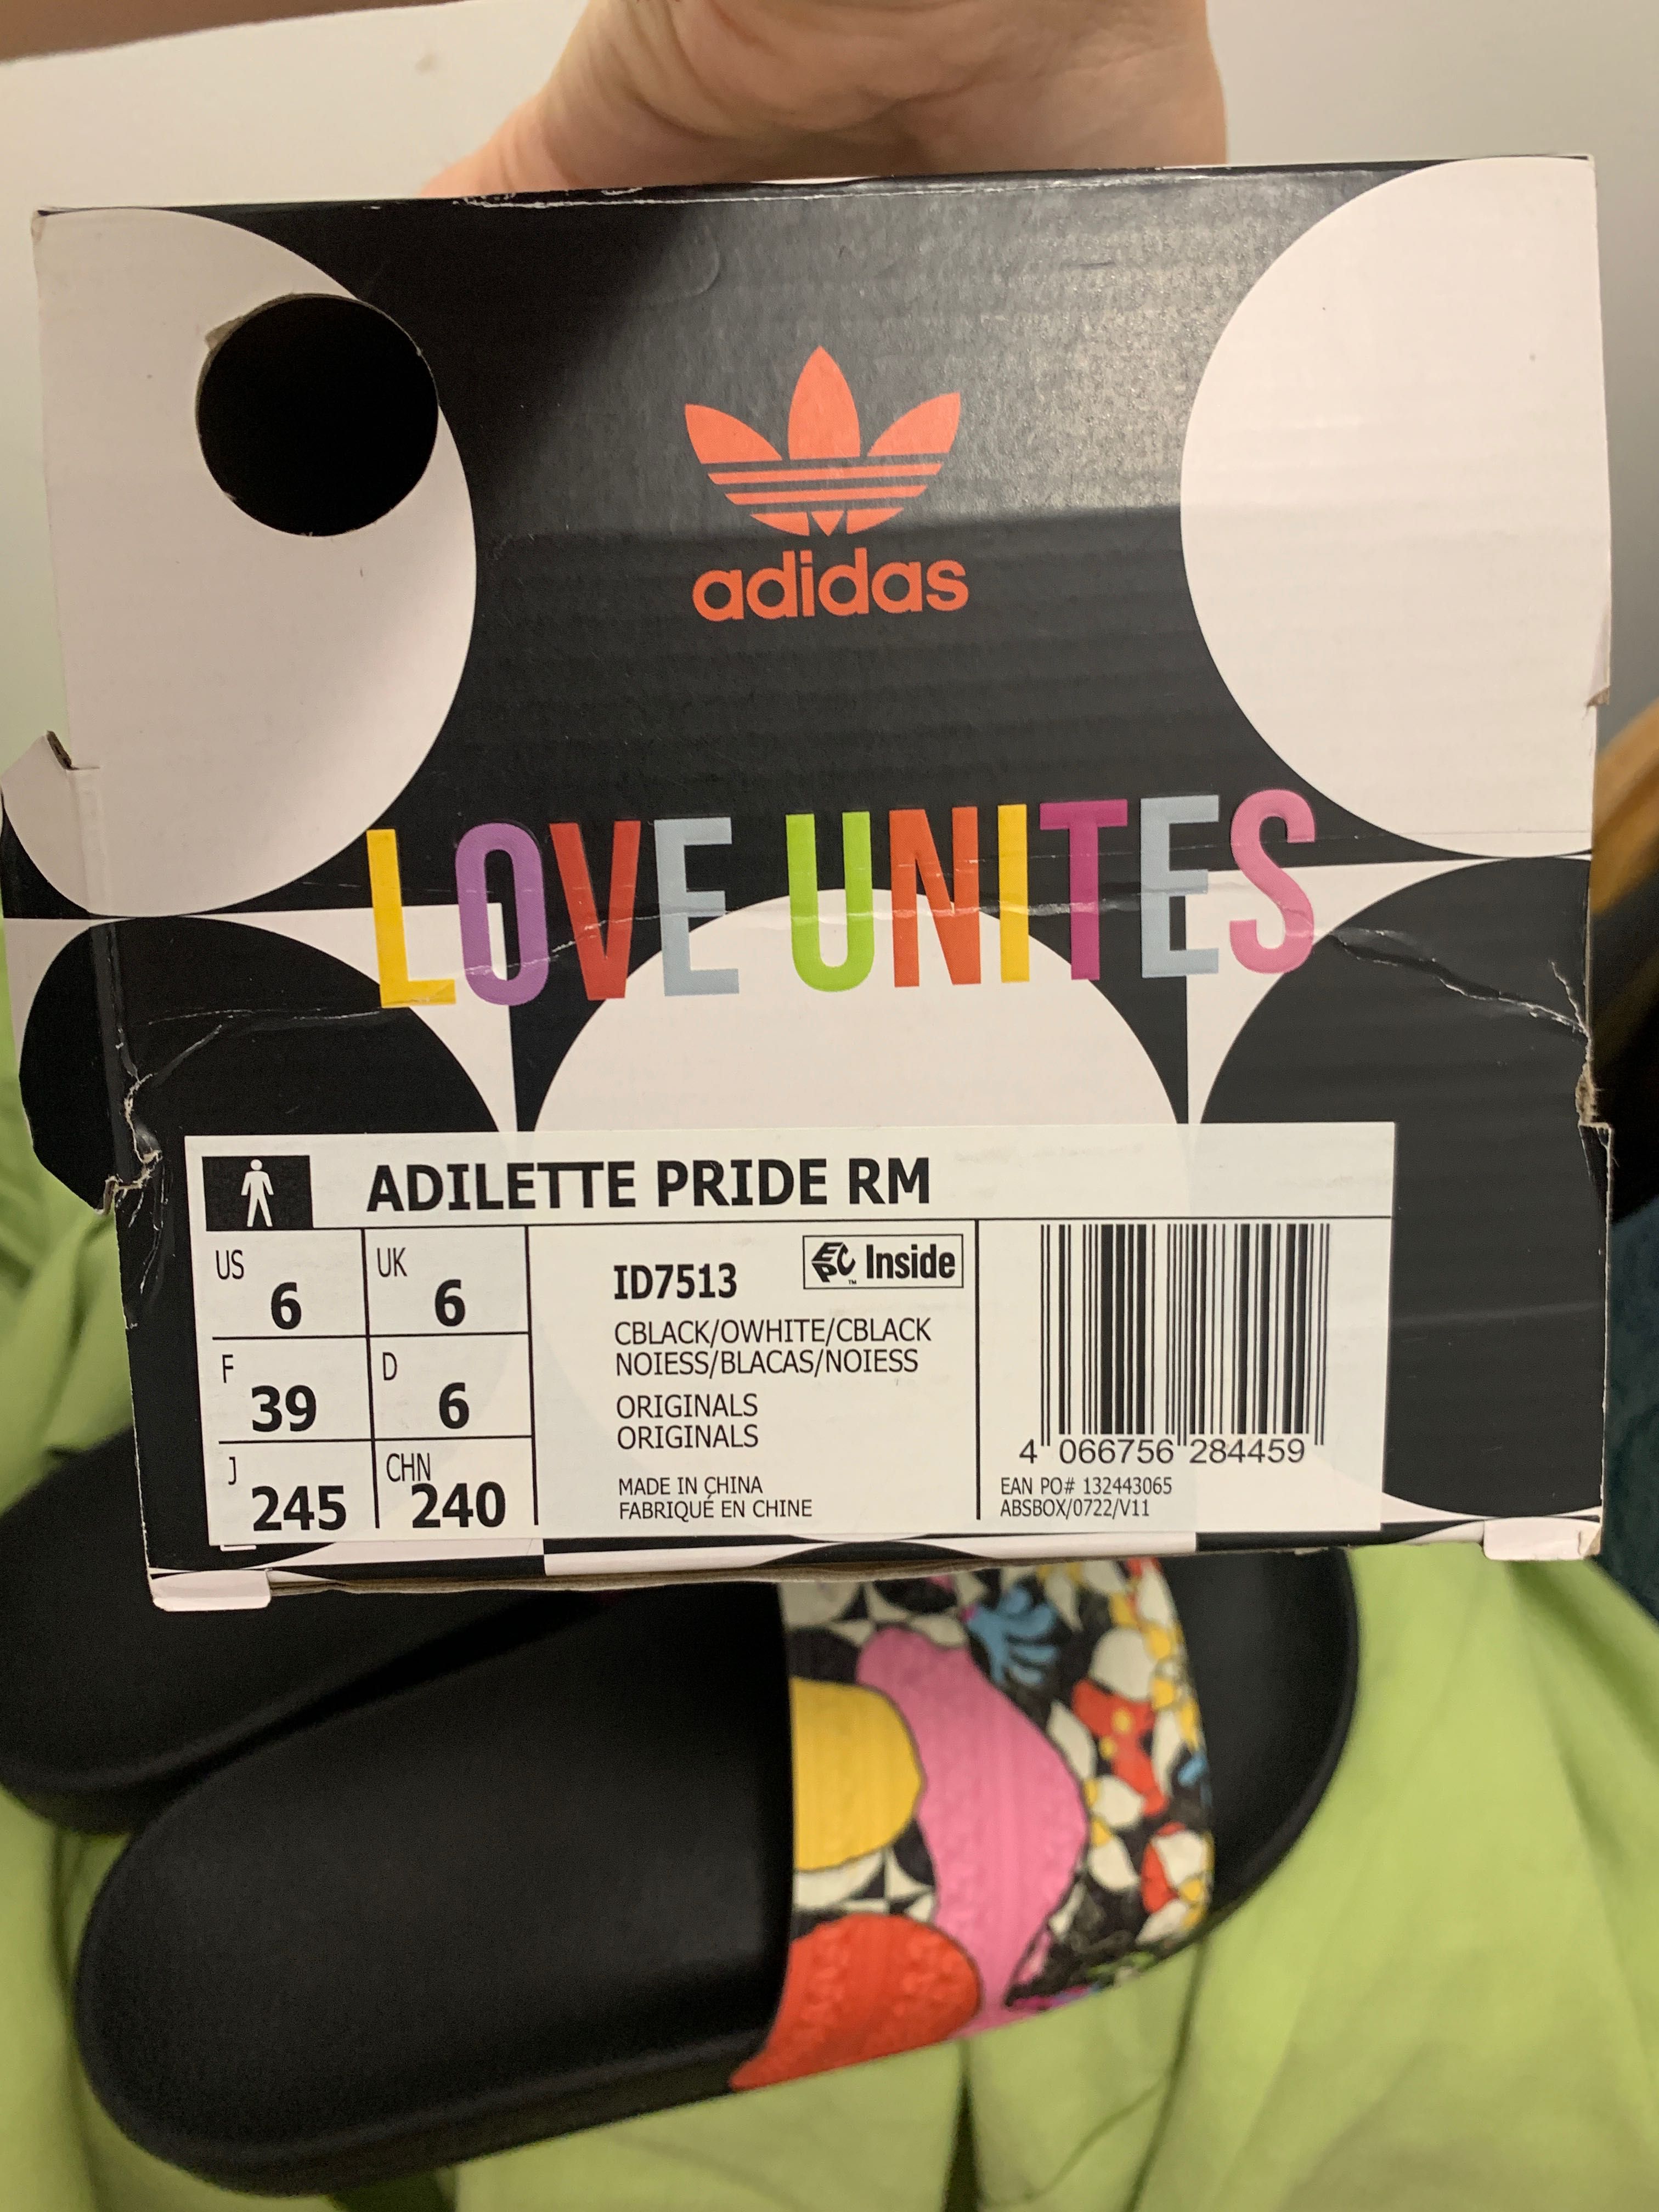 adidas
LOVE UNITES
ADILETTE PRIDE RM
US 6
UK 6
F 39
D 6
J 245
CHN 240
ID7513
EPC™ Inside
CBLACK/OWHITE/CBLACK
NOIESS/BLACAS/NOIESS
ORIGINALS
ORIGINALS
MADE IN CHINA
FABRIQUÉ EN CHINE
4 066756 284459
EAN PO# 132443065
ABSBOX/0722/V11